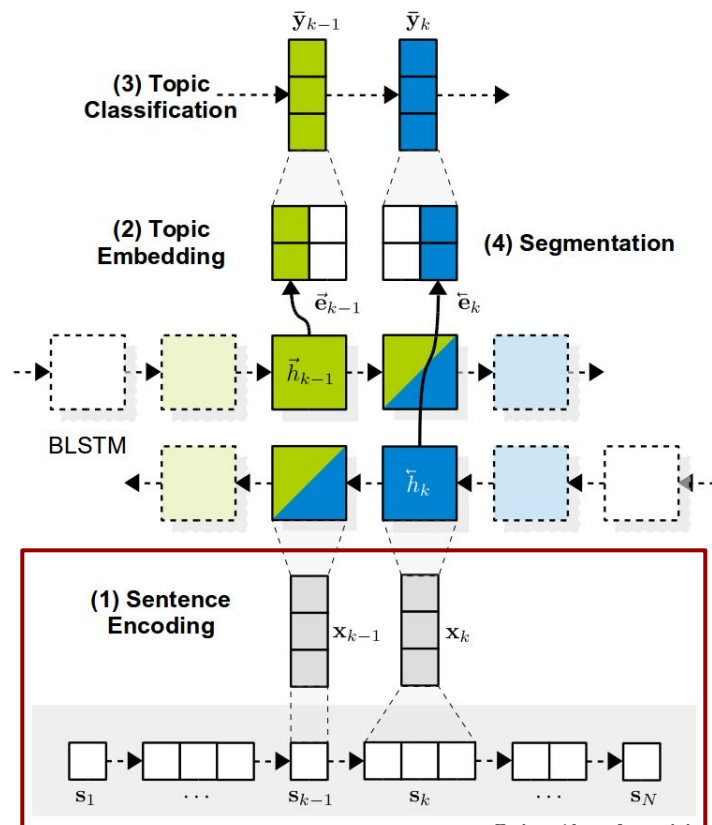 ȳₖ₋₁ ȳₖ
(3) Topic
Classification
(2) Topic
Embedding
(4) Segmentation
e⃗ₖ₋₁ e⃖ₖ
h⃗ₖ₋₁
BLSTM
h⃖ₖ
(1) Sentence
Encoding
xₖ₋₁ xₖ
s₁ ⋯ sₖ₋₁ sₖ ⋯ s_N